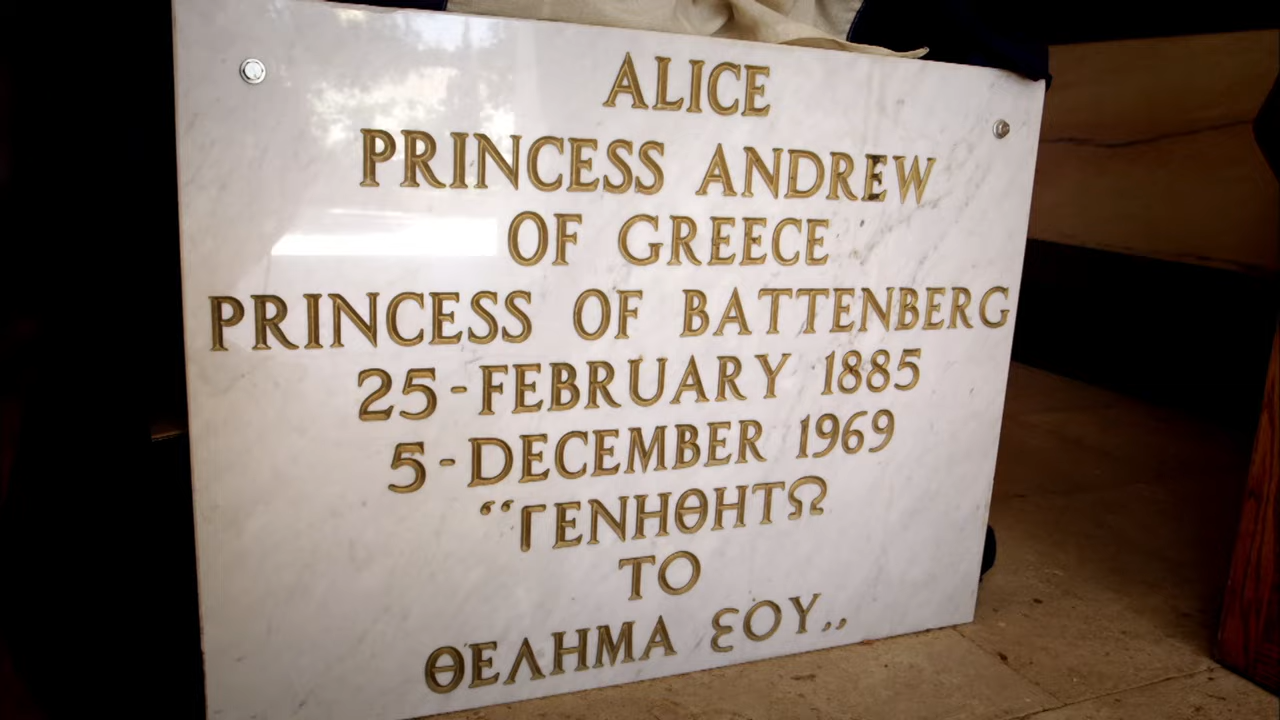 ALICE
PRINCESS ANDREW
OF GREECE
PRINCESS OF BATTENBERG
25-FEBRUARY 1885
5-DECEMBER 1969
“ΓΕΝΗΘΗΤΩ
ΤΟ
ΘΕΛΗΜΑ ΣΟΥ„